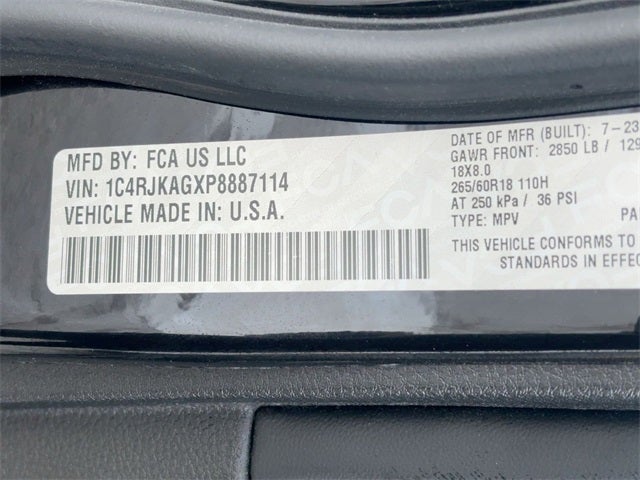 MFD BY: FCA US LLC
VIN: 1C4RJKAGXP8887114
VEHICLE MADE IN: U.S.A.
DATE OF MFR (BUILT): 7-23
GAWR FRONT: 2850 LB / 129
18X8.0
265/60R18 110H
AT 250 kPa / 36 PSI
TYPE: MPV PA
THIS VEHICLE CONFORMS TO
STANDARDS IN EFFEC